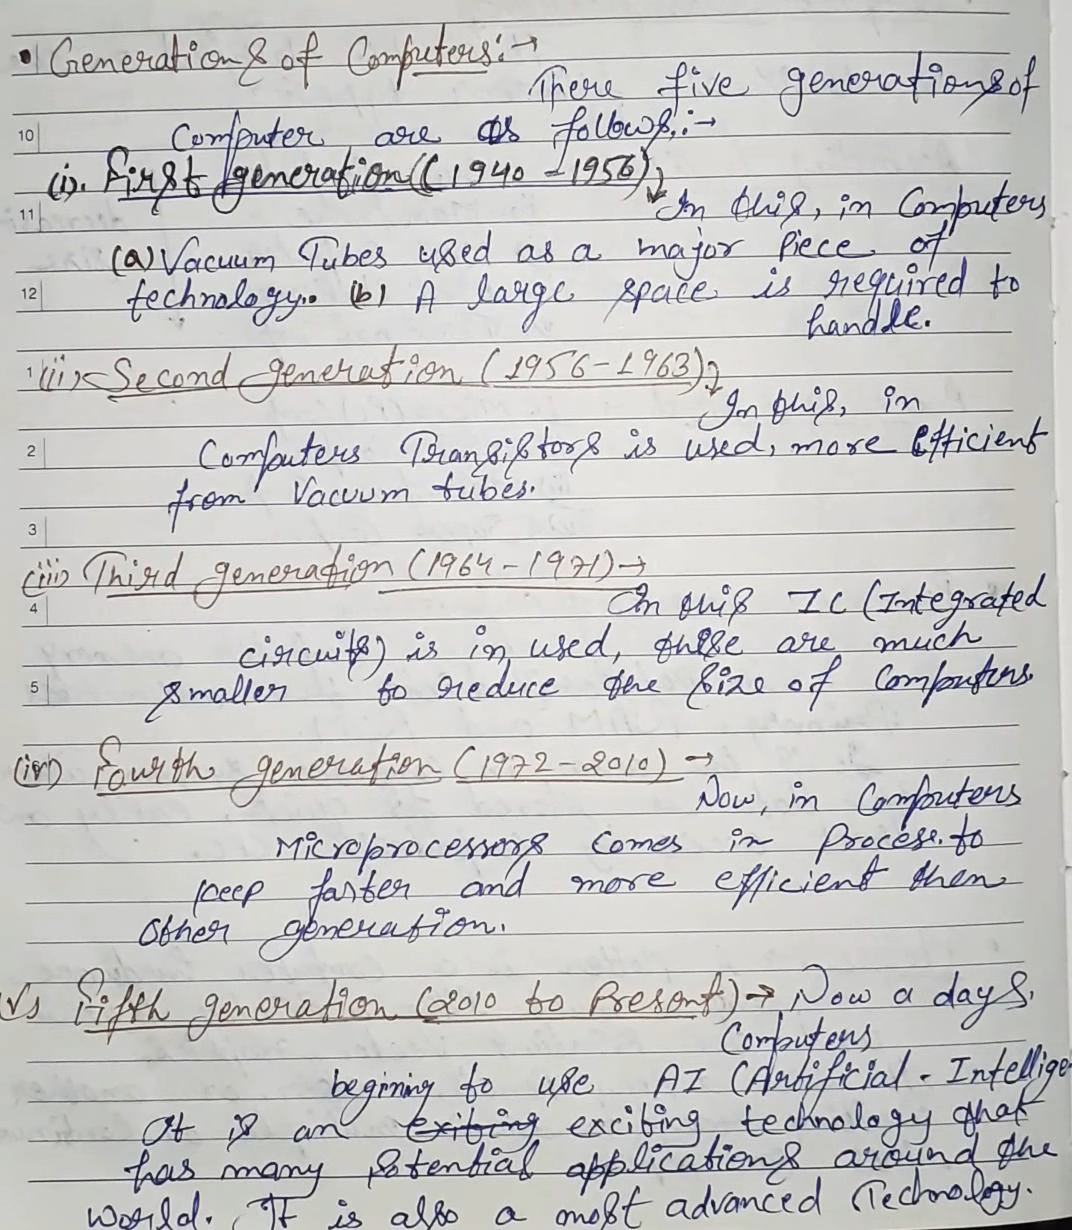 • Generations of Computers:→
There five generations of
10 Computer are as follows.:→
(i). First generation ((1940 - 1956)
11 In this, in Computers
(a) Vacuum Tubes used as a major Piece of
12 technology.. (b) A large space is required to
handle.
1 (ii) Second generation (1956-1963)
In this, in
2 Computers Transistors is used, more Efficient
from Vacuum tubes.
3
(iii) Third generation (1964-1971)→
4 In this IC (Integrated
circuits) is in used, these are much
5 smaller to reduce the size of Computers.
(iv) Fourth generation (1972-2010) →
Now, in Computers
Microprocessors Comes in Process. to
keep faster and more efficient then
Other generation.
V) Fifth generation (2010 to Present) → Now a days.
Computers
begining to use AI (Artificial - Intellige
It is an exiting exciting technology that
has many potential applications around the
world. It is also a most advanced Technology.